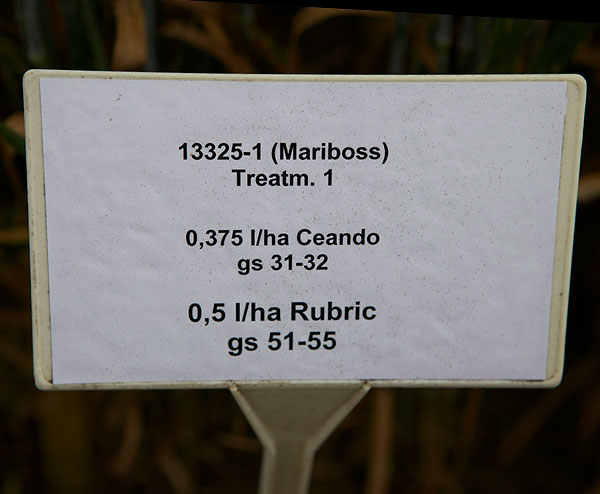 13325-1 (Mariboss)
Treatm. 1
0,375 l/ha Ceando
gs 31-32
0,5 l/ha Rubric
gs 51-55